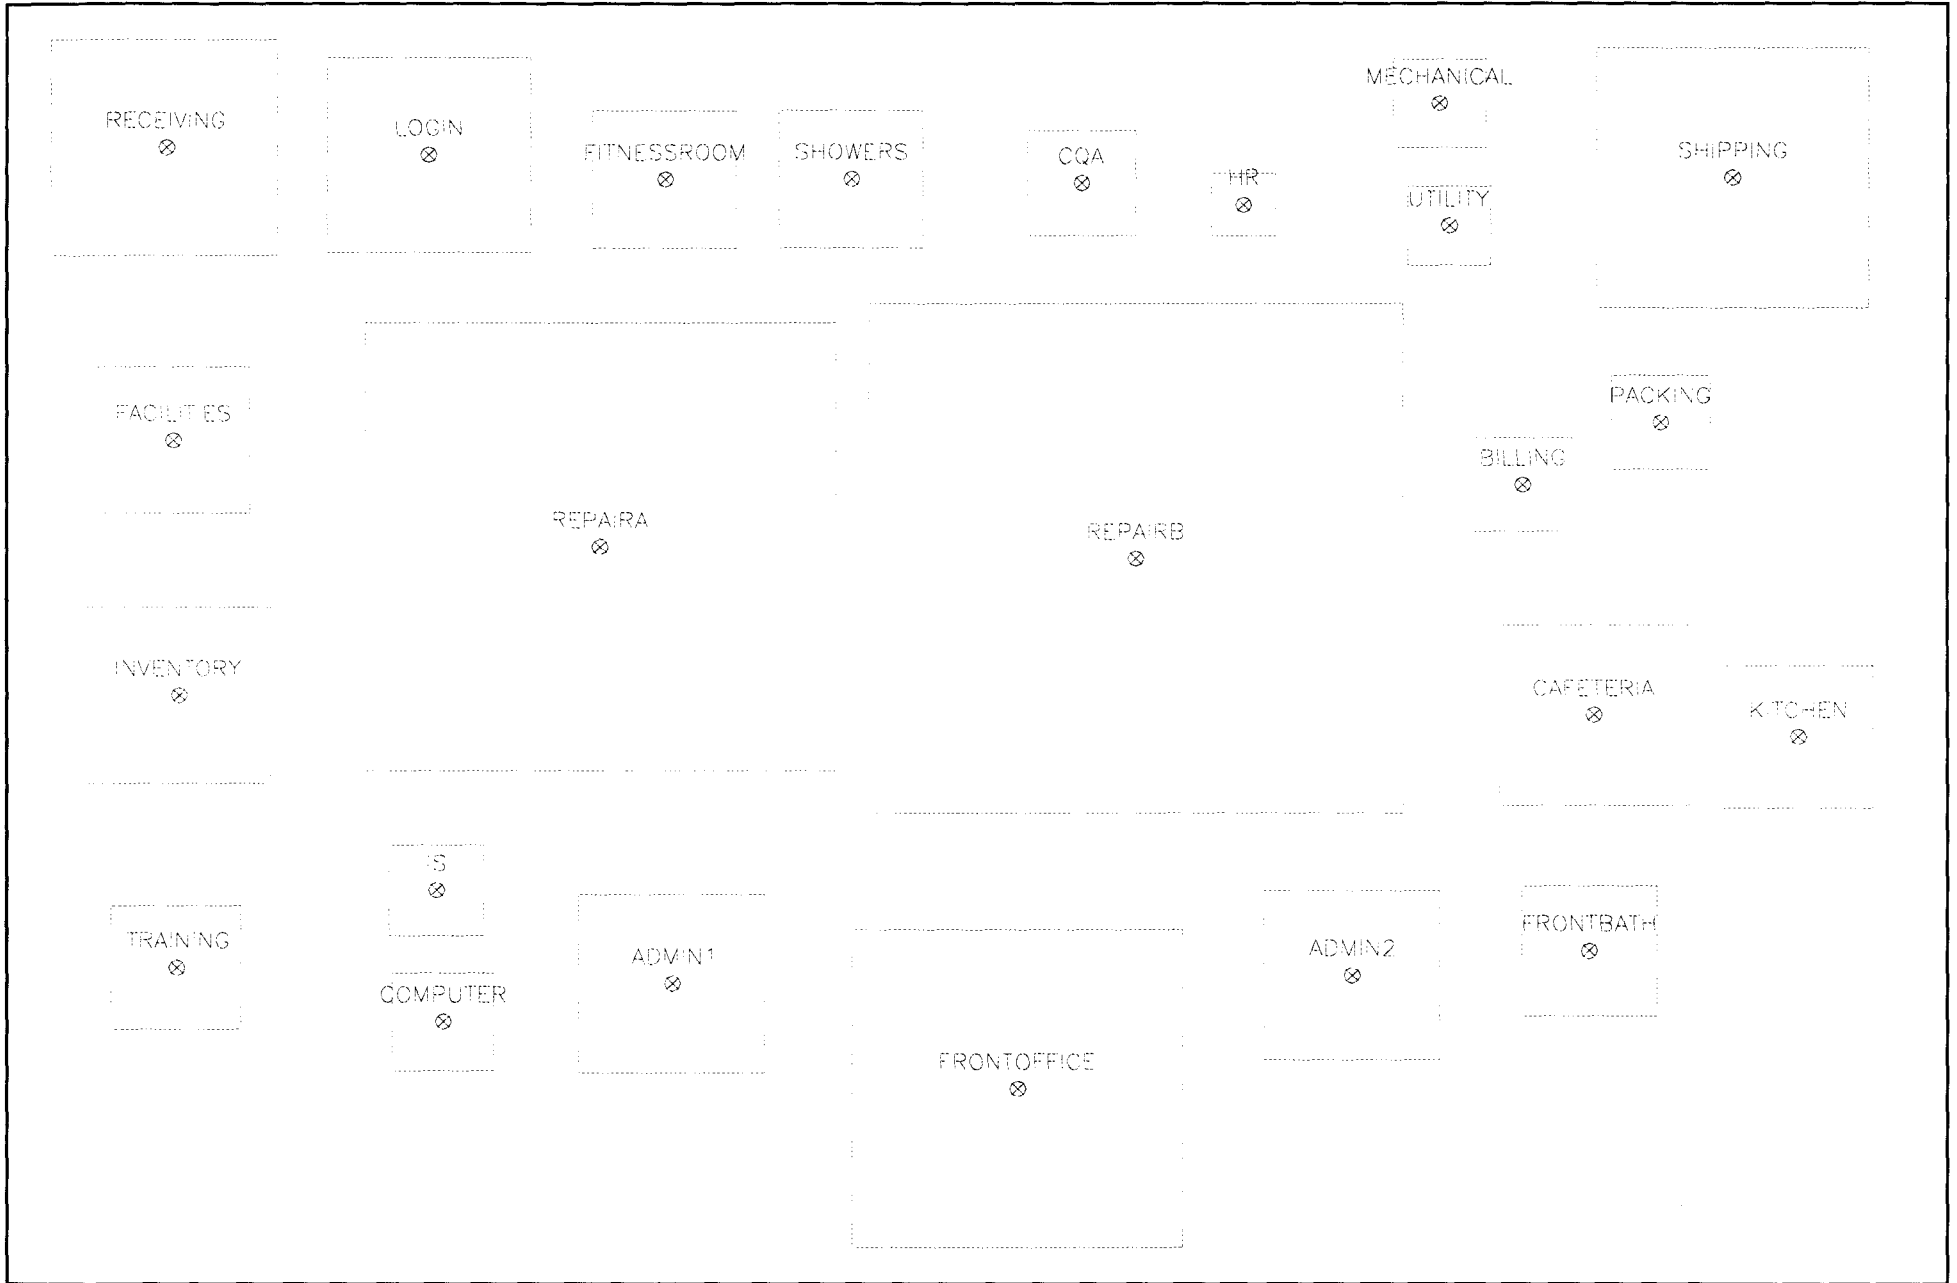 RECEIVING
LOGIN
FITNESSROOM
SHOWERS
CQA
HR
MECHANICAL
UTILITY
SHIPPING
FACILITIES
REPAIRA
REPAIRB
BILLING
PACKING
INVENTORY
CAFETERIA
KITCHEN
IS
TRAINING
COMPUTER
ADMIN1
FRONTOFFICE
ADMIN2
FRONTBATH